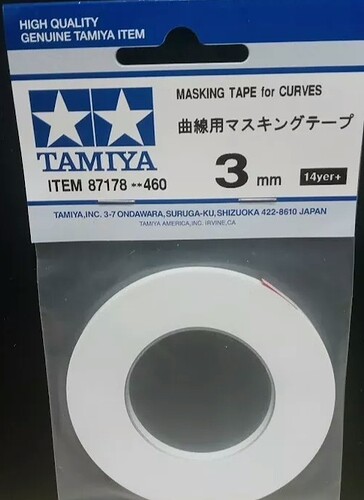 HIGH QUALITY
GENUINE TAMIYA ITEM
MASKING TAPE for CURVES
曲線用マスキングテープ
TAMIYA
3 mm
14yer+
ITEM 87178 **460
TAMIYA,INC. 3-7 ONDAWARA,SURUGA-KU,SHIZUOKA 422-8610 JAPAN
TAMIYA AMERICA,INC. IRVINE,CA